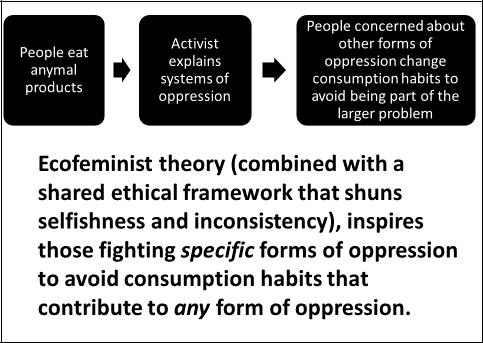 People eat
anymal
products
Activist
explains
systems of
oppression
People concerned about
other forms of
oppression change
consumption habits to
avoid being part of the
larger problem
Ecofeminist theory (combined with a
shared ethical framework that shuns
selfishness and inconsistency), inspires
those fighting specific forms of oppression
to avoid consumption habits that
contribute to any form of oppression.